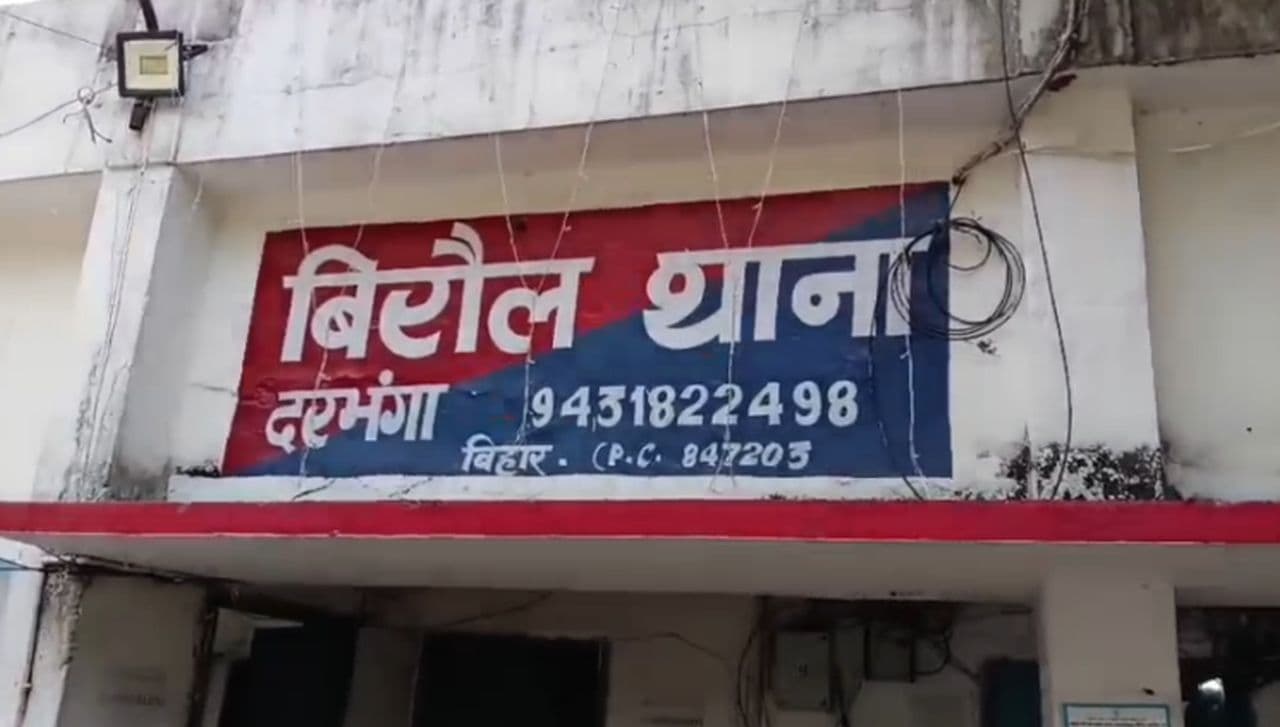 बिरौल थाना
दरभंगा 9431822498
बिहार. (P.C. 847203